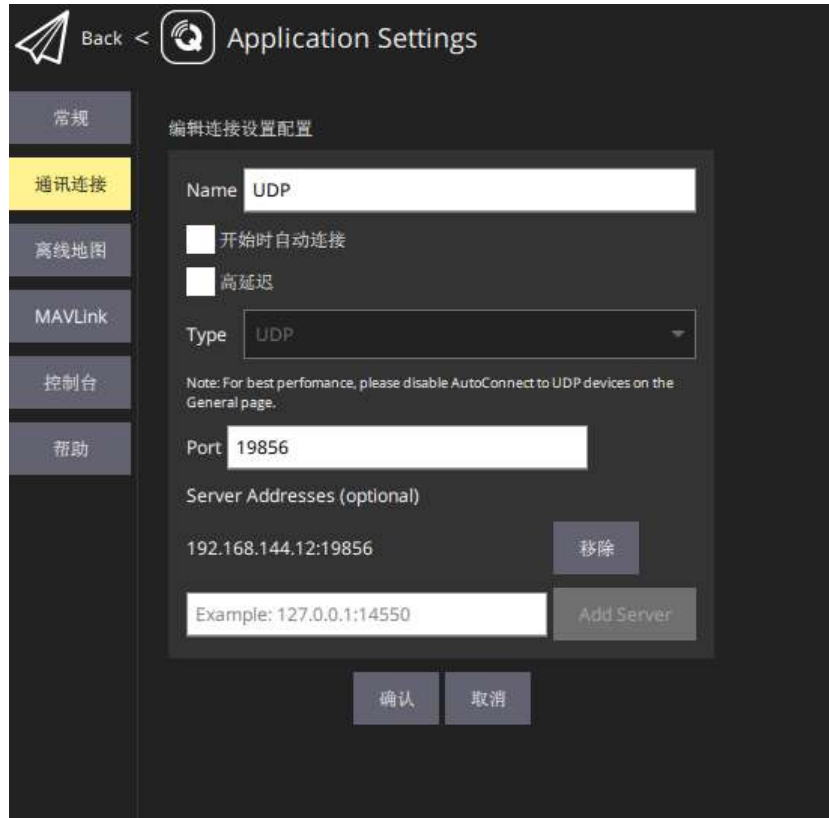 Back < Application Settings
常规
通讯连接
离线地图
MAVLink
控制台
帮助
编辑连接设置配置
Name UDP
开始时自动连接
高延迟
Type UDP
Note: For best perfomance, please disable AutoConnect to UDP devices on the
General page.
Port 19856
Server Addresses (optional)
192.168.144.12:19856 移除
Example: 127.0.0.1:14550 Add Server
确认 取消